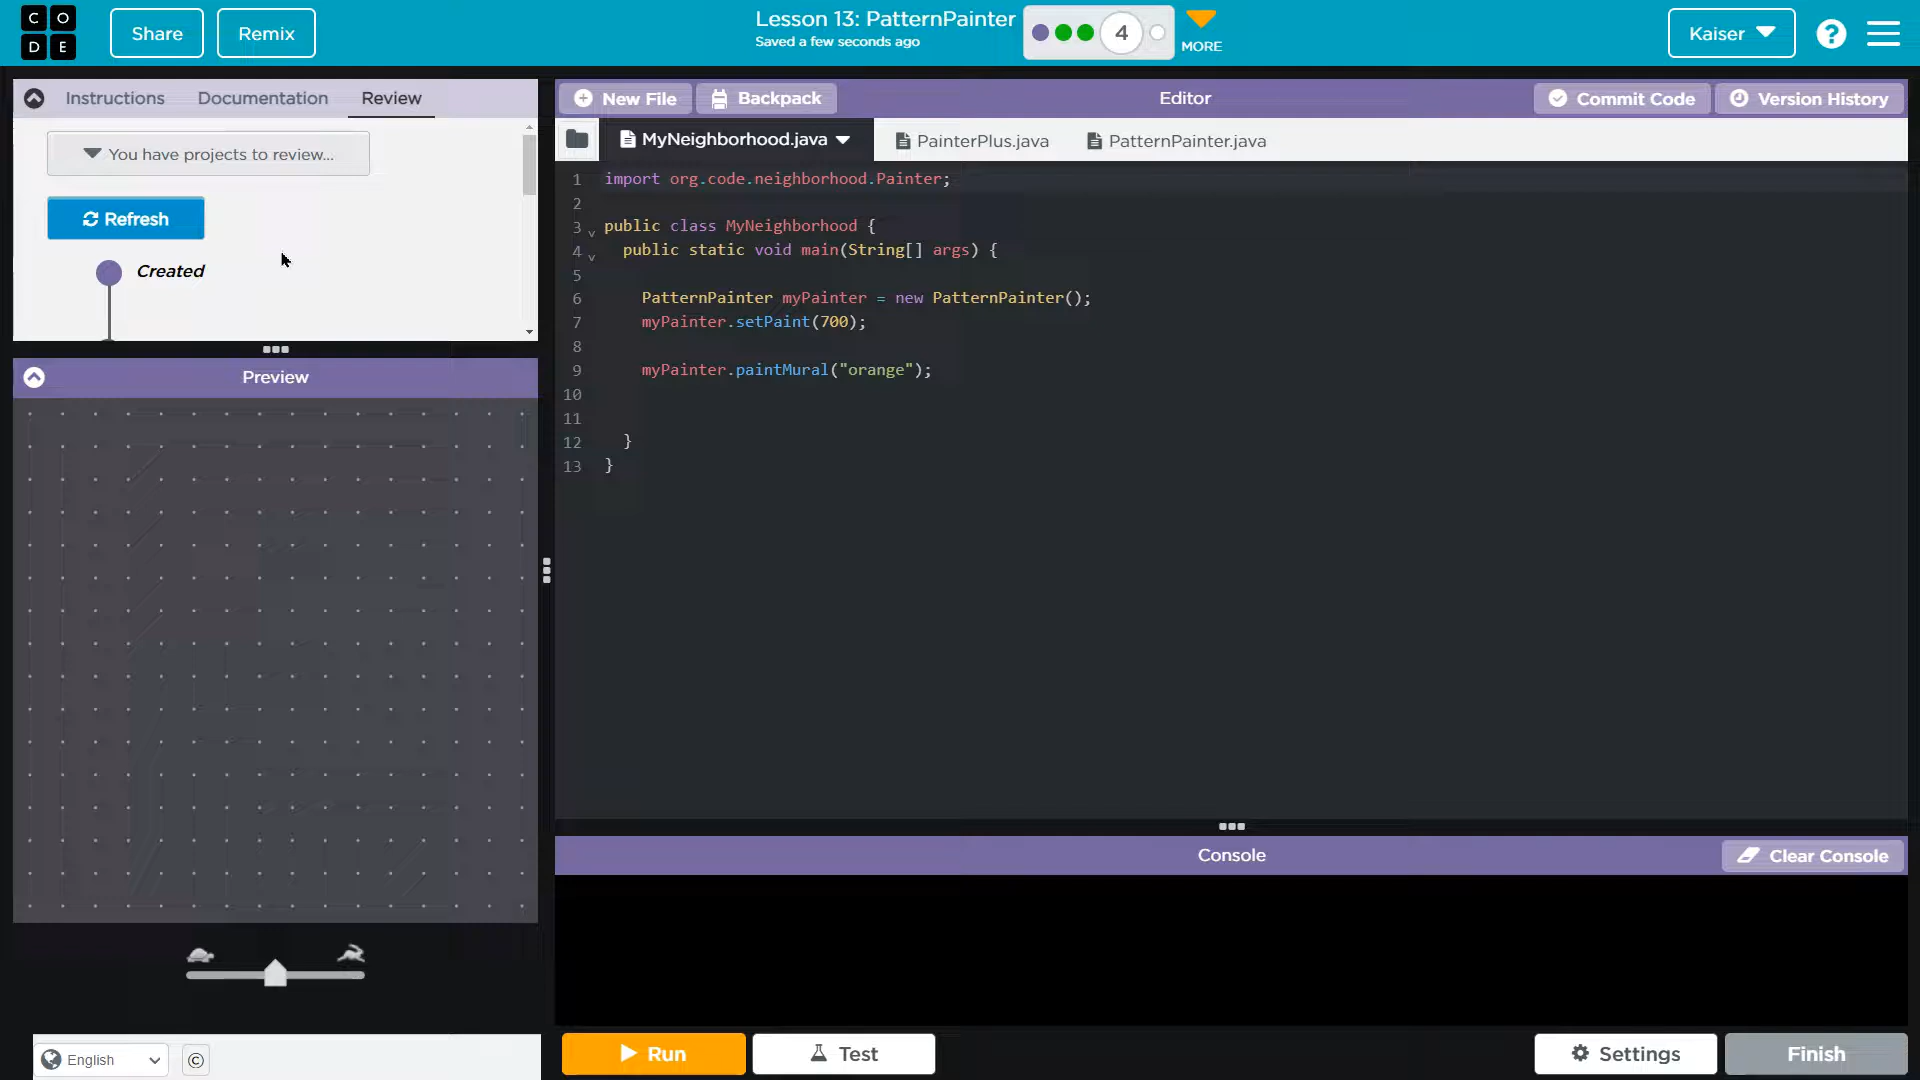 C O
D E
Share
Remix
Lesson 13: PatternPainter
Saved a few seconds ago
4
MORE
Kaiser
?
Instructions
Documentation
Review
You have projects to review...
Refresh
Created
Preview
New File
Backpack
Editor
Commit Code
Version History
MyNeighborhood.java
PainterPlus.java
PatternPainter.java
1 import org.code.neighborhood.Painter;
2
3 public class MyNeighborhood {
4 public static void main(String[] args) {
5
6 PatternPainter myPainter = new PatternPainter();
7 myPainter.setPaint(700);
8
9 myPainter.paintMural("orange");
10
11
12 }
13 }
Console
Clear Console
English
©
Run
Test
Settings
Finish